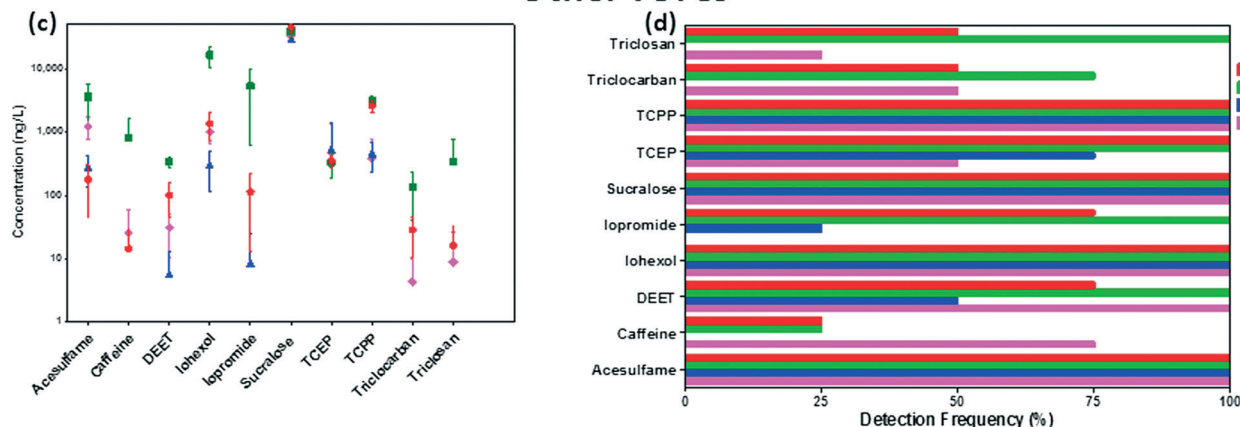 (c)
Concentration (ng/L)
10,000
1,000
100
10
1
Acesulfame
Caffeine
DEET
Iohexol
Iopromide
Sucralose
TCEP
TCPP
Triclocarban
Triclosan
(d)
Triclosan
Triclocarban
TCPP
TCEP
Sucralose
Iopromide
Iohexol
DEET
Caffeine
Acesulfame
0 25 50 75 100
Detection Frequency (%)